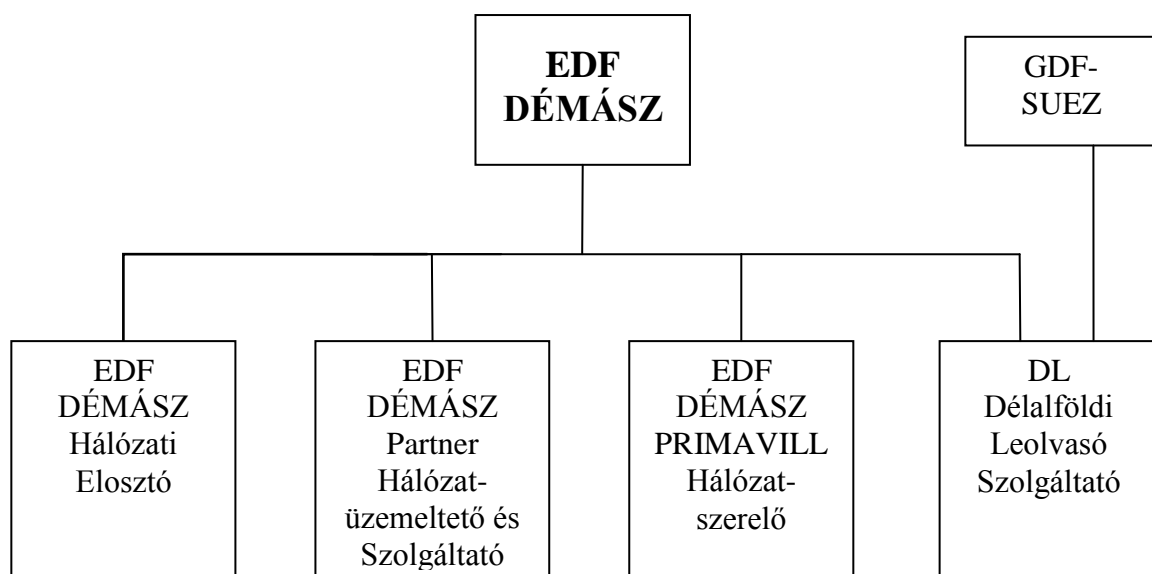 EDF
DÉMÁSZ
GDF-
SUEZ
EDF
DÉMÁSZ
Hálózati
Elosztó
EDF
DÉMÁSZ
Partner
Hálózat-
üzemeltető és
Szolgáltató
EDF
DÉMÁSZ
PRIMAVILL
Hálózat-
szerelő
DL
Délalföldi
Leolvasó
Szolgáltató